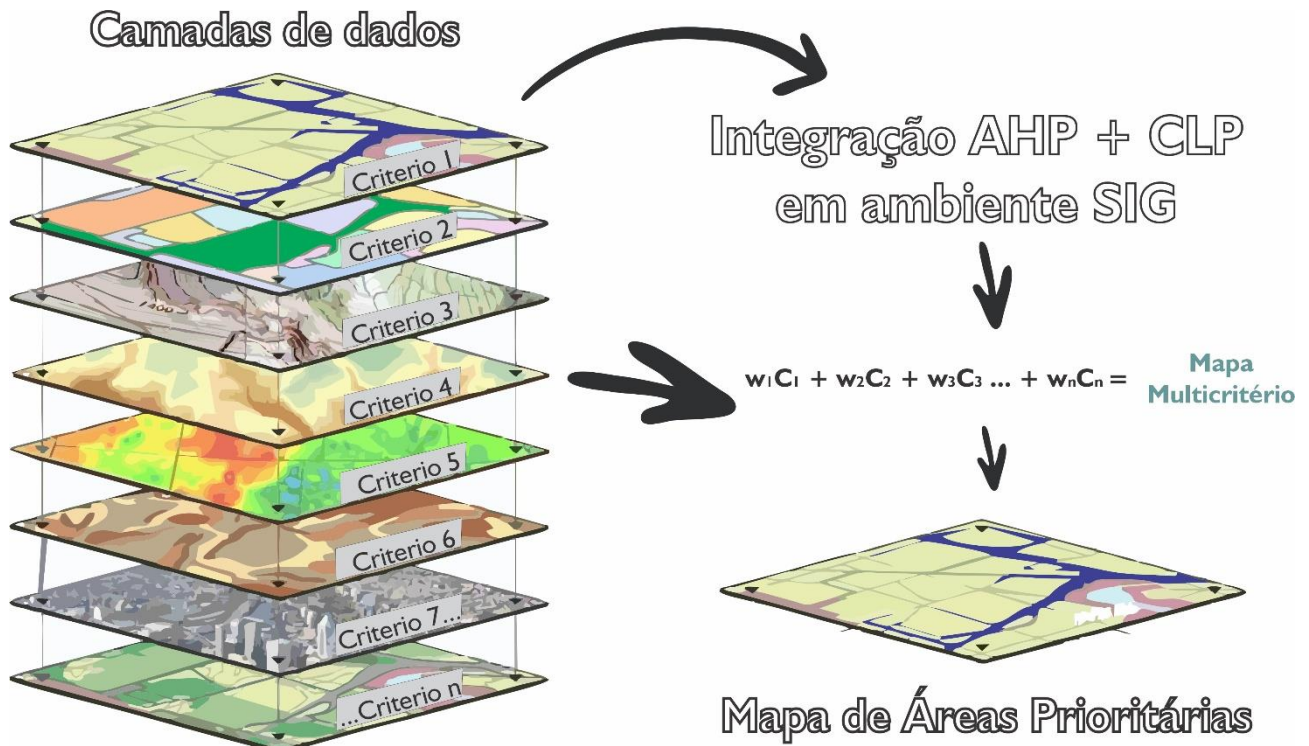 Camadas de dados
Criterio 1
Criterio 2
Criterio 3
Criterio 4
Criterio 5
Criterio 6
Criterio 7...
...Criterio n
Integração AHP + CLP
em ambiente SIG
w₁C₁ + w₂C₂ + w₃C₃ ... + wₙCₙ =
Mapa
Multicritério
Mapa de Áreas Prioritárias